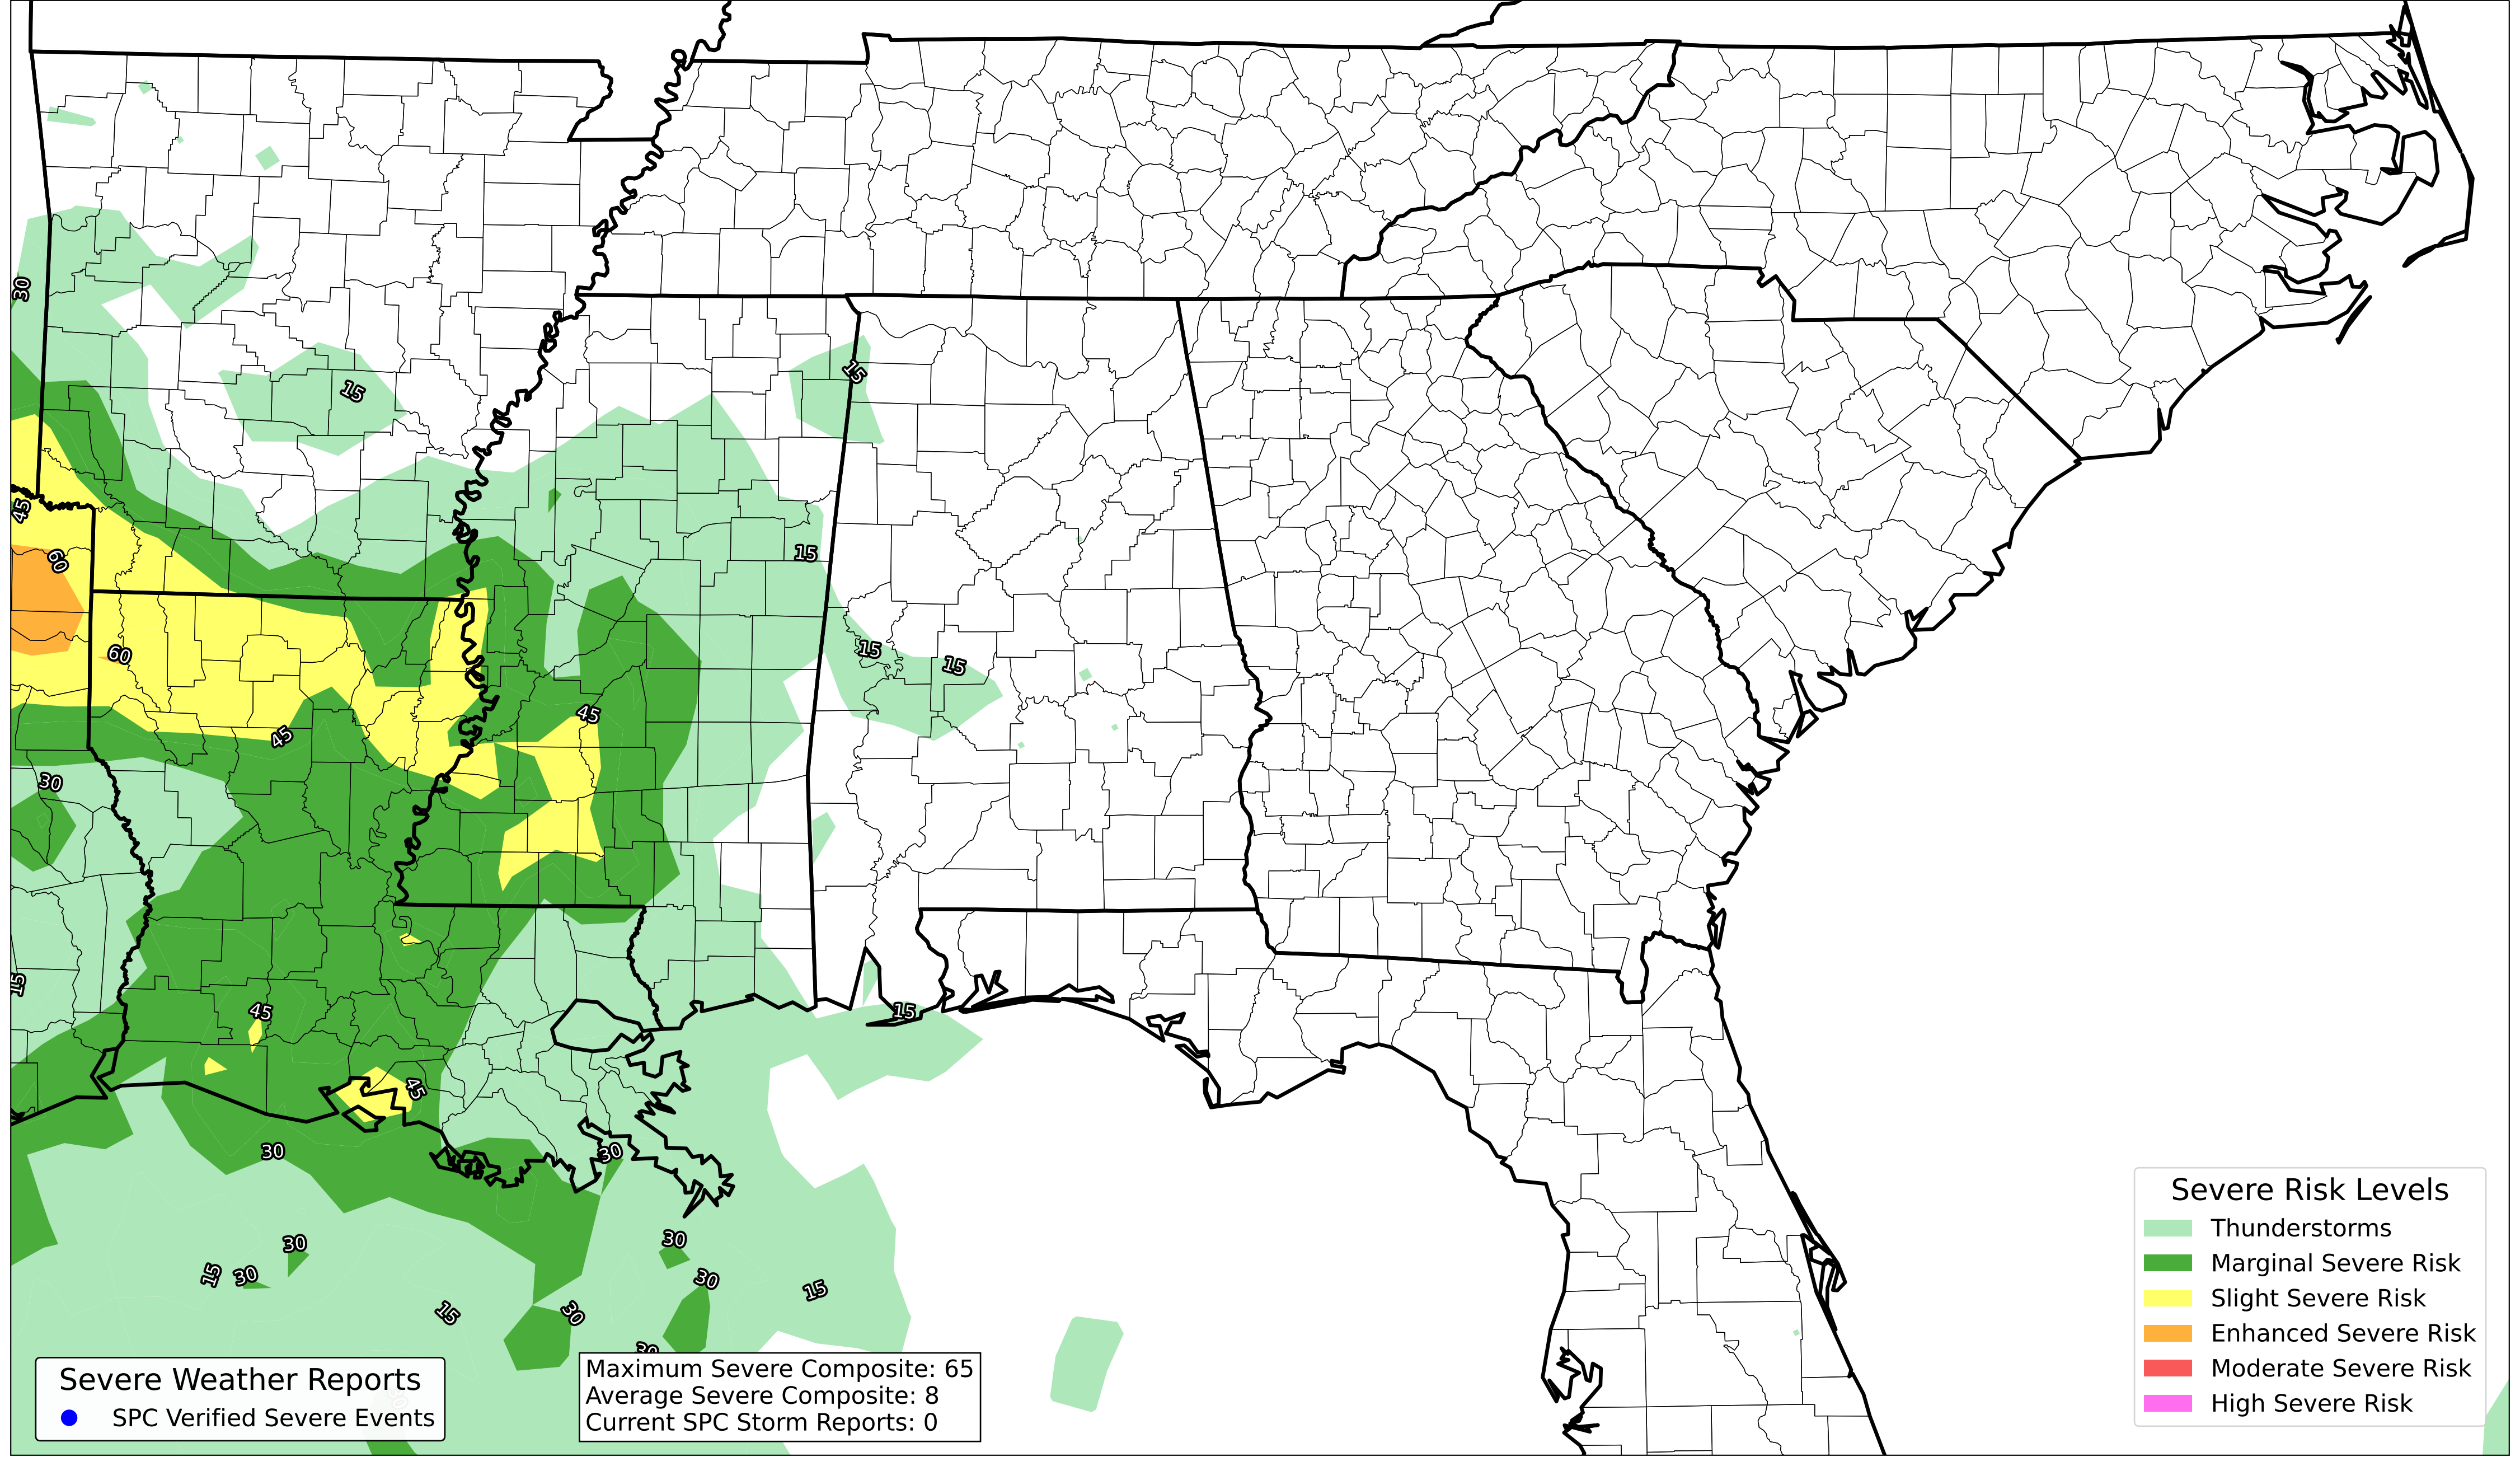 30
15
15
45
60
15
60
15
15
45
45
30
15
45
15
45
30
30
30
30
15
30
30
15
15
30
30
Severe Weather Reports
SPC Verified Severe Events
Maximum Severe Composite: 65
Average Severe Composite: 8
Current SPC Storm Reports: 0
Severe Risk Levels
Thunderstorms
Marginal Severe Risk
Slight Severe Risk
Enhanced Severe Risk
Moderate Severe Risk
High Severe Risk